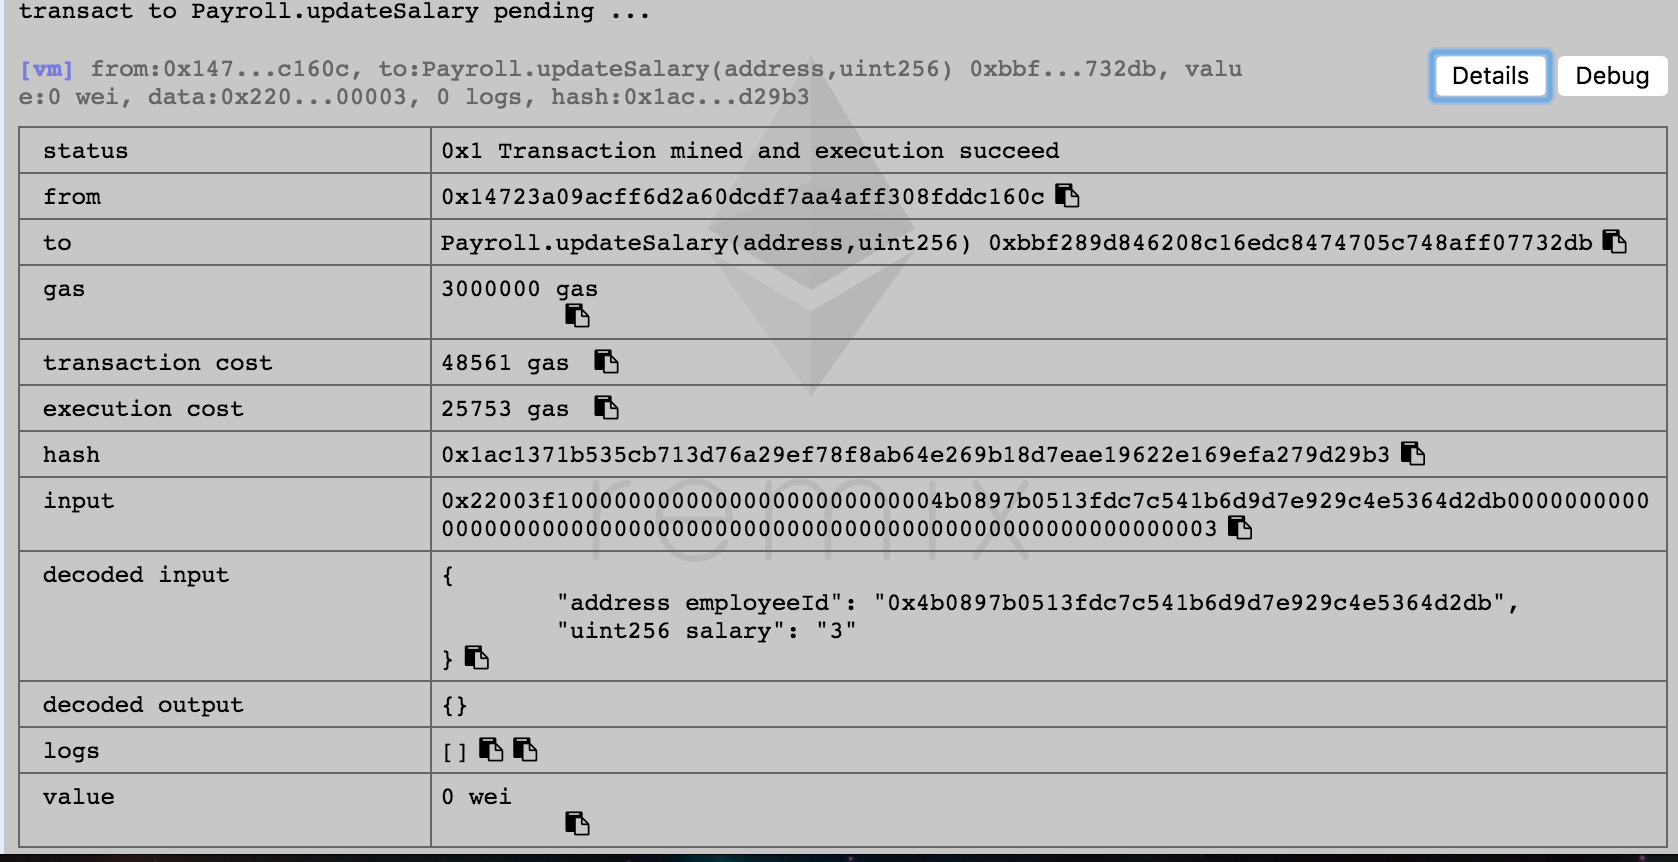 transact to Payroll.updateSalary pending ...
[vm] from:0x147...c160c, to:Payroll.updateSalary(address,uint256) 0xbbf...732db, valu
e:0 wei, data:0x220...00003, 0 logs, hash:0x1ac...d29b3
Details Debug
status 0x1 Transaction mined and execution succeed
from 0x14723a09acff6d2a60dcdf7aa4aff308fddc160c
to Payroll.updateSalary(address,uint256) 0xbbf289d846208c16edc8474705c748aff07732db
gas 3000000 gas
transaction cost 48561 gas
execution cost 25753 gas
hash 0x1ac1371b535cb713d76a29ef78f8ab64e269b18d7eae19622e169efa279d29b3
input 0x22003f100000000000000000000000004b0897b0513fdc7c541b6d9d7e929c4e5364d2db0000000000
000000000000000000000000000000000000000000000000000003
decoded input {
"address employeeId": "0x4b0897b0513fdc7c541b6d9d7e929c4e5364d2db",
"uint256 salary": "3"
}
decoded output {}
logs []
value 0 wei
remix